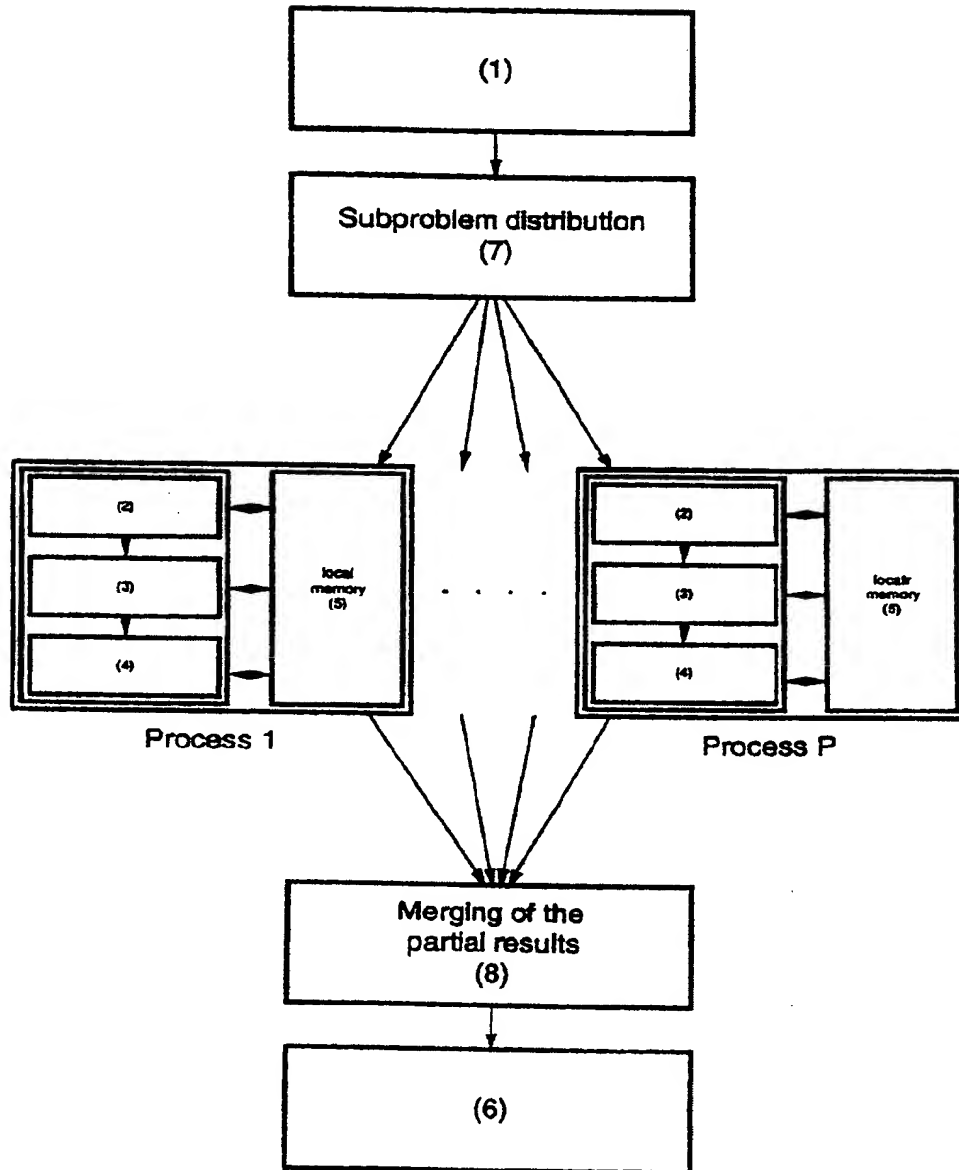 (1)
Subproblem distribution
(7)
(2)
(3)
(4)
local
memory
(5)
Process 1
(2)
(3)
(4)
localr
memory
(5)
Process P
Merging of the
partial results
(8)
(6)